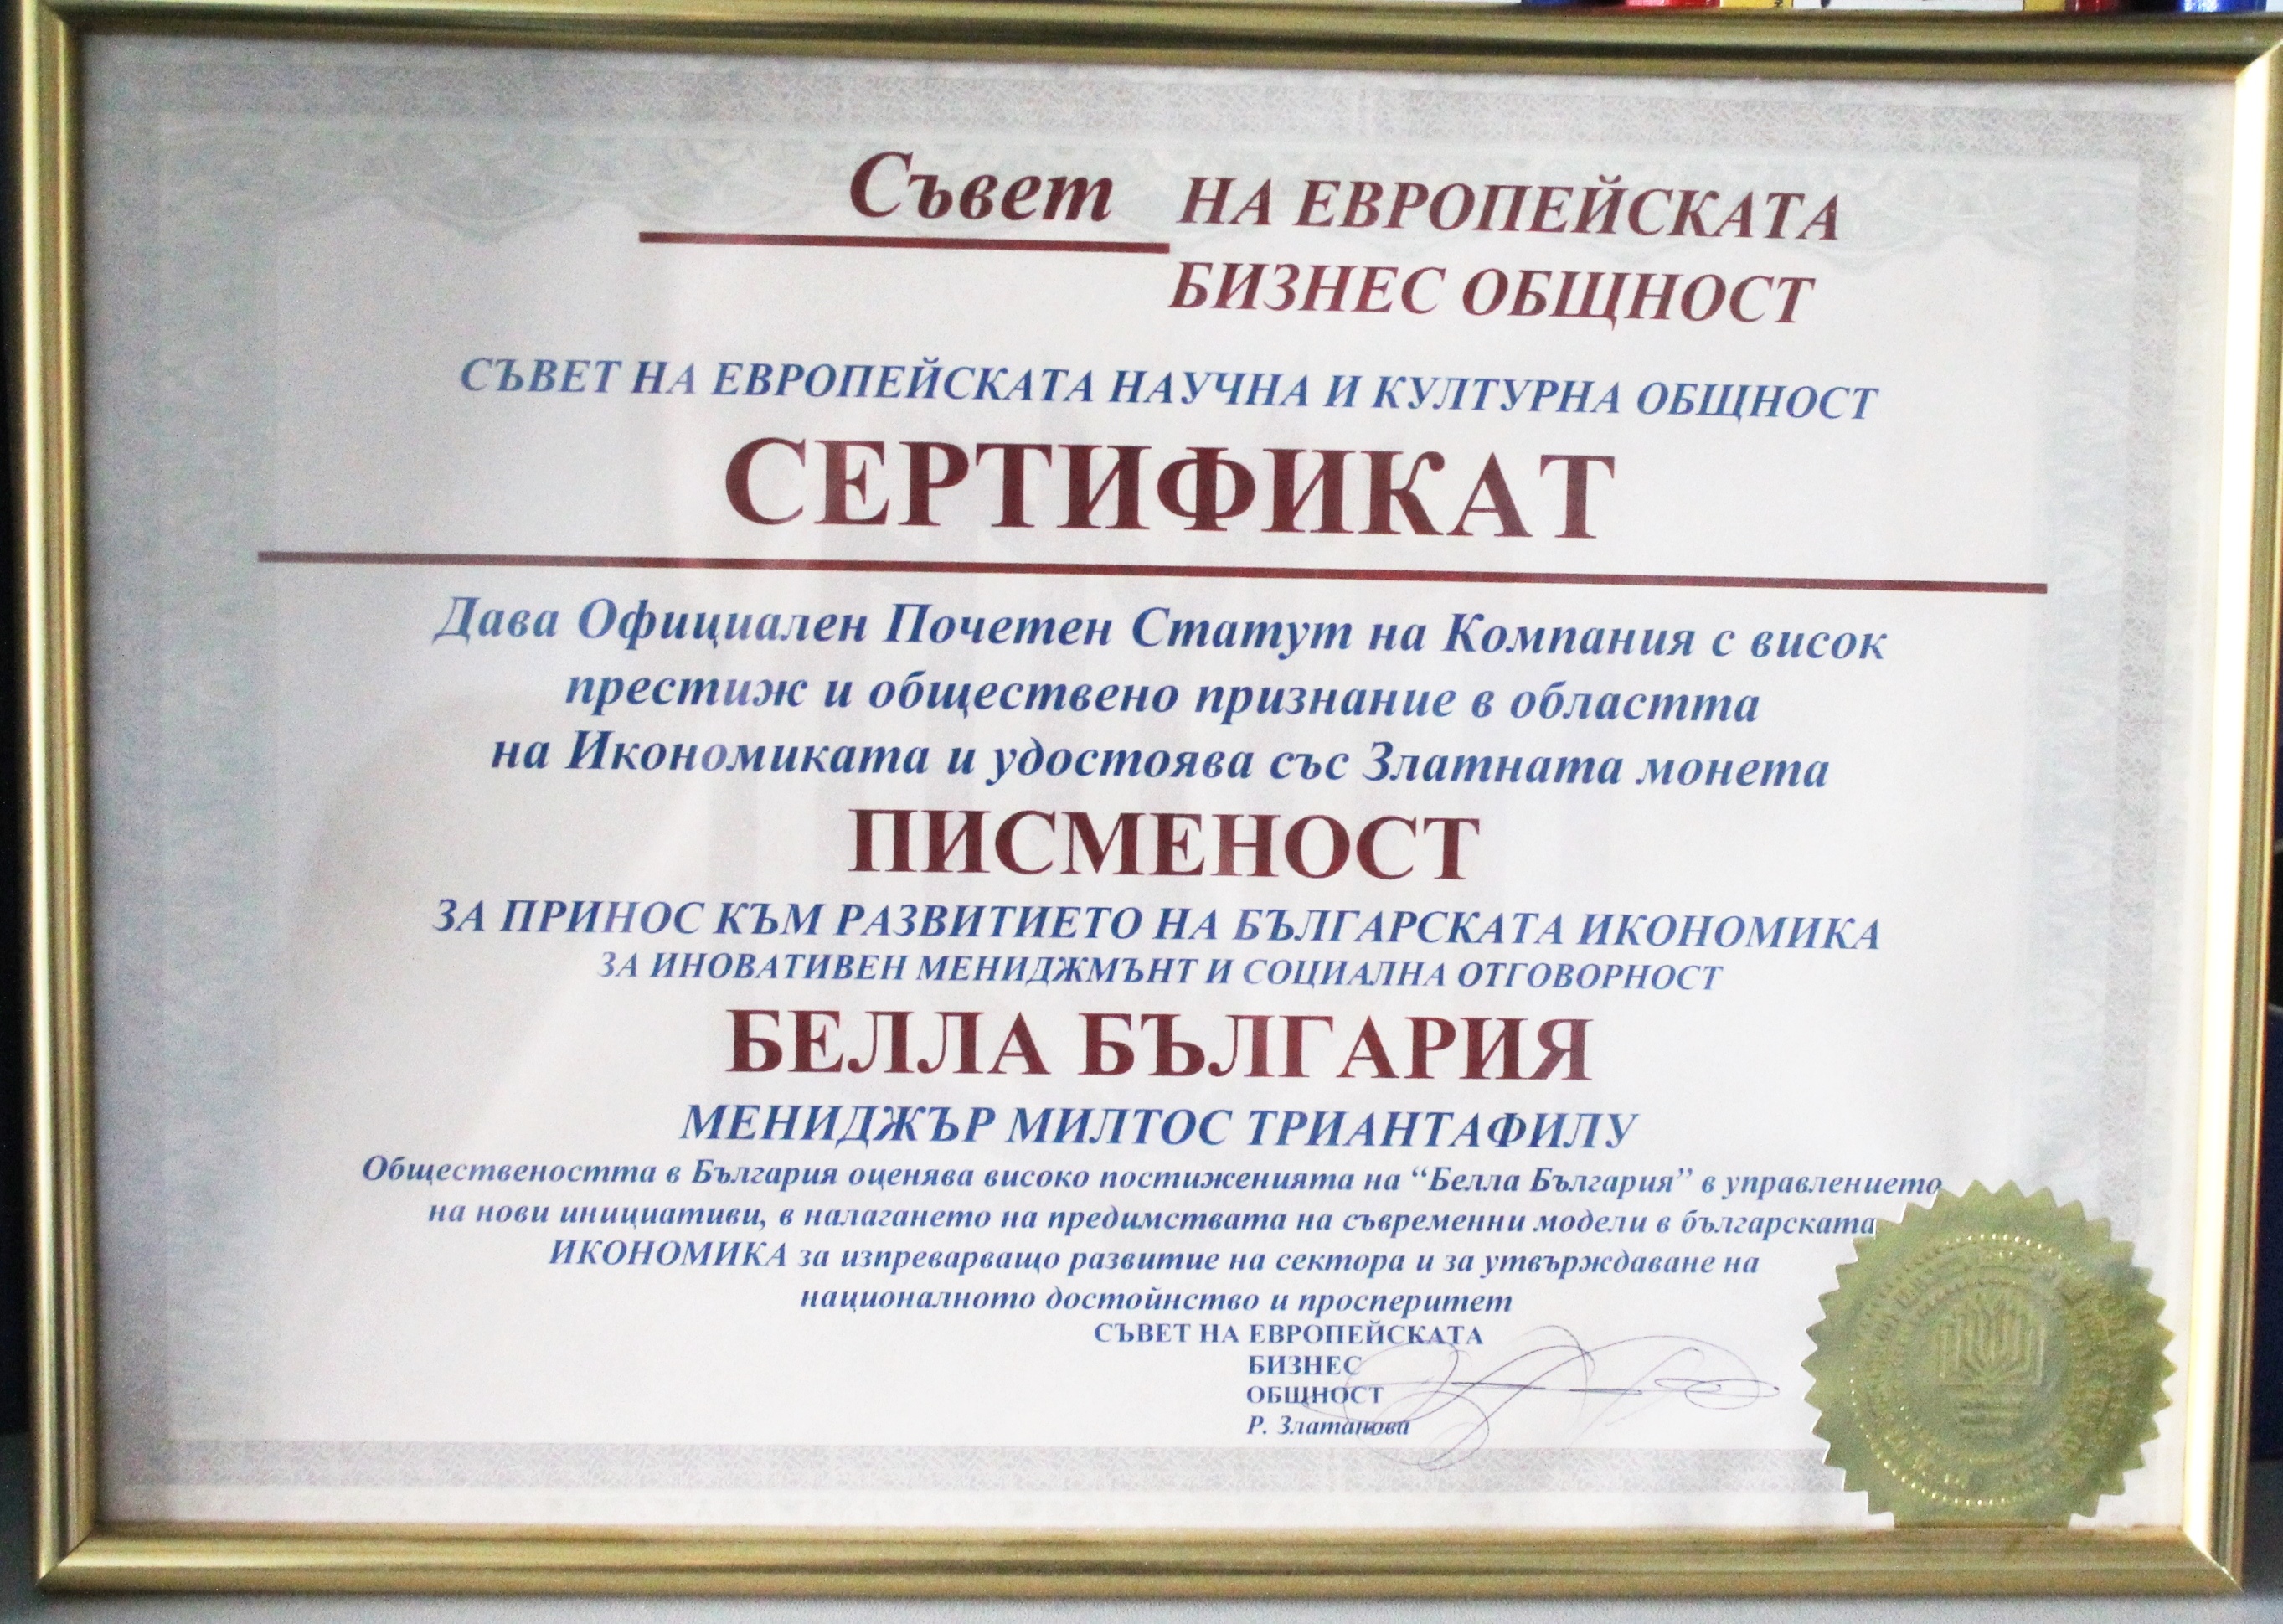 Съвет НА ЕВРОПЕЙСКАТА
БИЗНЕС ОБЩНОСТ
СЪВЕТ НА ЕВРОПЕЙСКАТА НАУЧНА И КУЛТУРНА ОБЩНОСТ
СЕРТИФИКАТ
Дава Официален Почетен Статут на Компания с висок
престиж и обществено признание в областта
на Икономиката и удостоява със Златната монета
ПИСМЕНОСТ
ЗА ПРИНОС КЪМ РАЗВИТИЕТО НА БЪЛГАРСКАТА ИКОНОМИКА
ЗА ИНОВАТИВЕН МЕНИДЖМЪНТ И СОЦИАЛНА ОТГОВОРНОСТ
БЕЛЛА БЪЛГАРИЯ
МЕНИДЖЪР МИЛТОС ТРИАНТАФИЛУ
Обществеността в България оценява високо постиженията на “Белла България” в управлението
на нови инициативи, в налагането на предимствата на съвременни модели в българската
ИКОНОМИКА за изпреварващо развитие на сектора и за утвърждаване на
националното достойнство и просперитет
СЪВЕТ НА ЕВРОПЕЙСКАТА
БИЗНЕС
ОБЩНОСТ
Р. Златанова